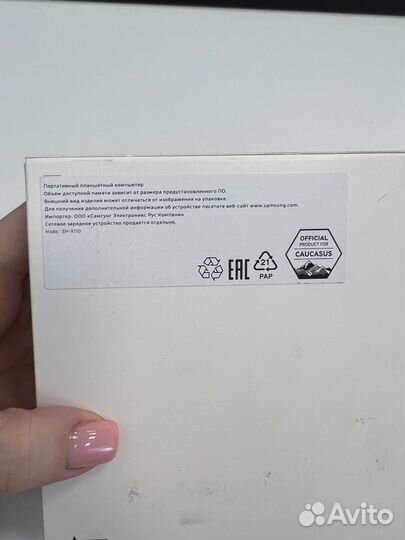 Портативный планшетный компьютер
Объем доступной памяти зависит от размера предустановленного ПО.
Внешний вид изделия может отличаться от изображения на упаковке.
Для получения дополнительной информации об устройстве посетите веб-сайт www.samsung.com.
Импортер: ООО «Самсунг Электроникс Рус Компани»
Сетевое зарядное устройство продается отдельно.
Model : SM-X110
EAC
21
PAP
OFFICIAL
PRODUCT FOR
CAUCASUS
Avito